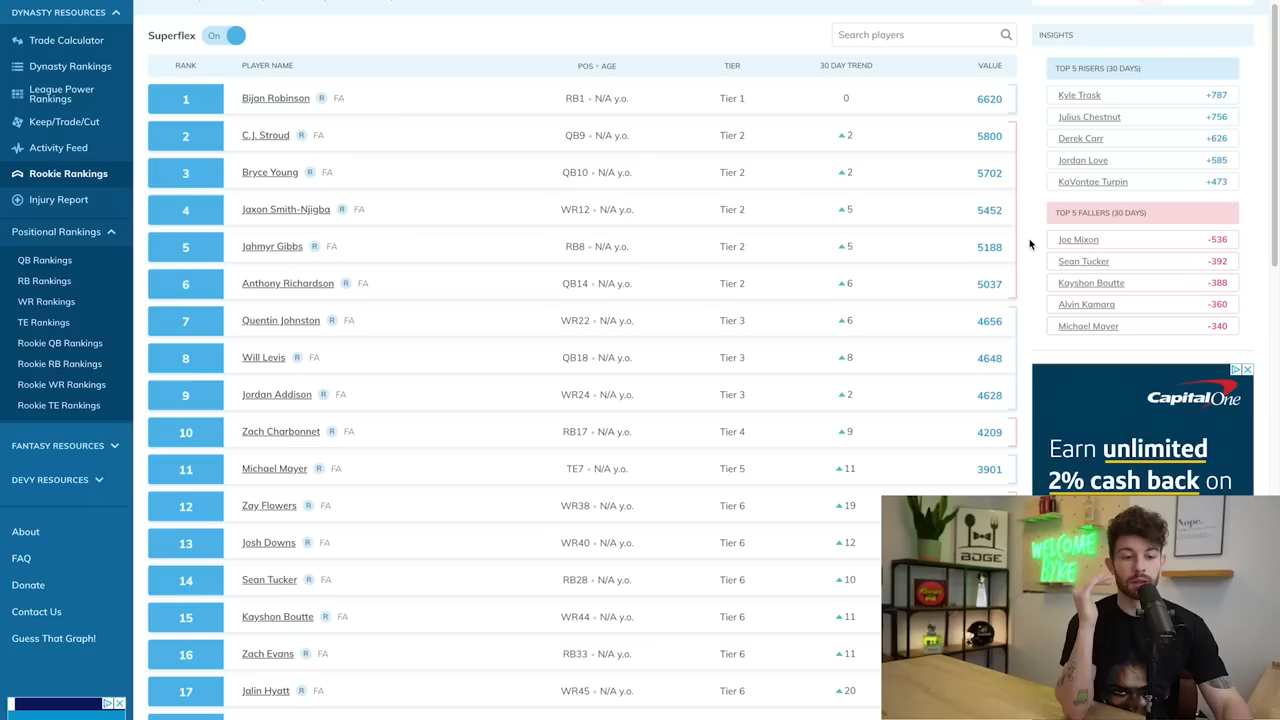 DYNASTY RESOURCES
Trade Calculator
Dynasty Rankings
League Power
Rankings
Keep/Trade/Cut
Activity Feed
Rookie Rankings
Injury Report
Positional Rankings
QB Rankings
RB Rankings
WR Rankings
TE Rankings
Rookie QB Rankings
Rookie RB Rankings
Rookie WR Rankings
Rookie TE Rankings
FANTASY RESOURCES
DEVY RESOURCES
About
FAQ
Donate
Contact Us
Guess That Graph!
Superflex On
Search players
RANK PLAYER NAME POS • AGE TIER 30 DAY TREND VALUE
1 Bijan Robinson R FA RB1 • N/A y.o. Tier 1 0 6620
2 C.J. Stroud R FA QB9 • N/A y.o. Tier 2 2 5800
3 Bryce Young R FA QB10 • N/A y.o. Tier 2 2 5702
4 Jaxon Smith-Njigba R FA WR12 • N/A y.o. Tier 2 5 5452
5 Jahmyr Gibbs R FA RB8 • N/A y.o. Tier 2 5 5188
6 Anthony Richardson R FA QB14 • N/A y.o. Tier 2 6 5037
7 Quentin Johnston R FA WR22 • N/A y.o. Tier 3 6 4656
8 Will Levis R FA QB18 • N/A y.o. Tier 3 8 4648
9 Jordan Addison R FA WR24 • N/A y.o. Tier 3 2 4628
10 Zach Charbonnet R FA RB17 • N/A y.o. Tier 4 9 4209
11 Michael Mayer R FA TE7 • N/A y.o. Tier 5 11 3901
12 Zay Flowers R FA WR38 • N/A y.o. Tier 6 19
13 Josh Downs R FA WR40 • N/A y.o. Tier 6 12
14 Sean Tucker R FA RB28 • N/A y.o. Tier 6 10
15 Kayshon Boutte R FA WR44 • N/A y.o. Tier 6 11
16 Zach Evans R FA RB33 • N/A y.o. Tier 6 11
17 Jalin Hyatt R FA WR45 • N/A y.o. Tier 6 20
INSIGHTS
TOP 5 RISERS (30 DAYS)
Kyle Trask +787
Julius Chestnut +756
Derek Carr +626
Jordan Love +585
KaVontae Turpin +473
TOP 5 FALLERS (30 DAYS)
Joe Mixon -536
Sean Tucker -392
Kayshon Boutte -388
Alvin Kamara -360
Michael Mayer -340
Capital One
Earn unlimited
2% cash back on
WELCOME
BYKE
BDGE
Nope.